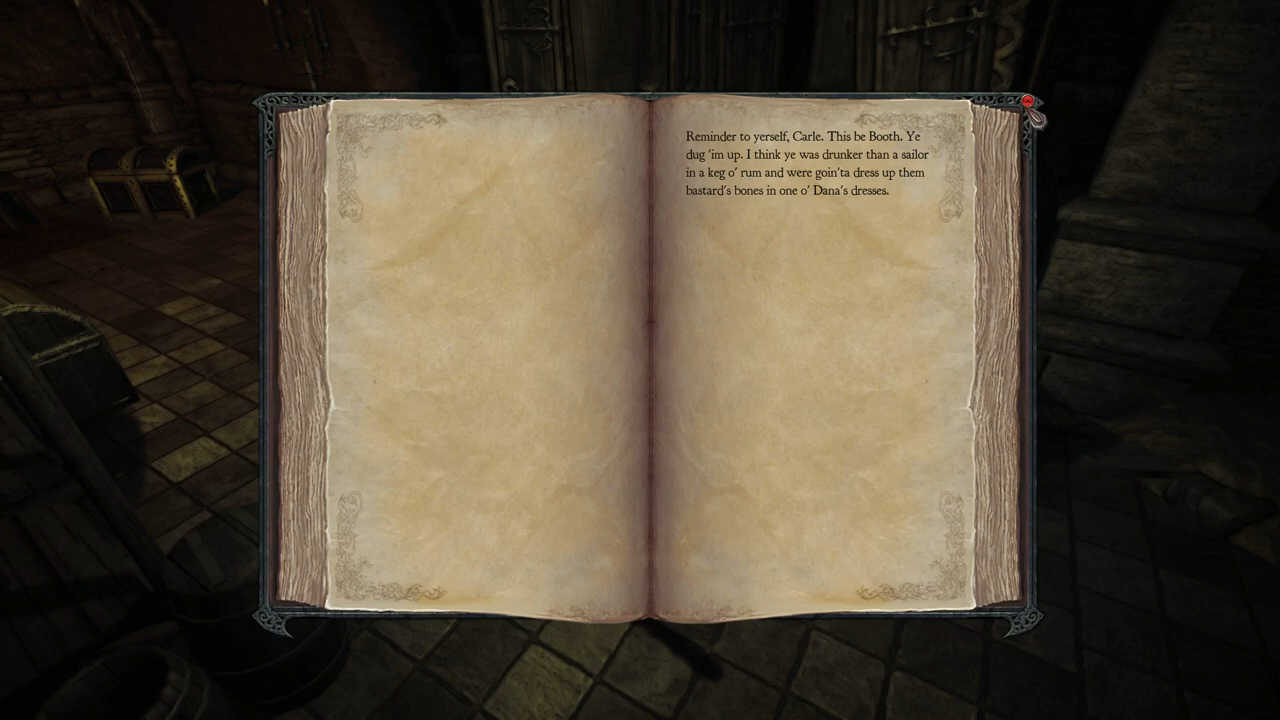 Reminder to yerself, Carle. This be Booth. Ye
dug 'im up. I think ye was drunker than a sailor
in a keg o' rum and were goin'ta dress up them
bastard's bones in one o' Dana's dresses.